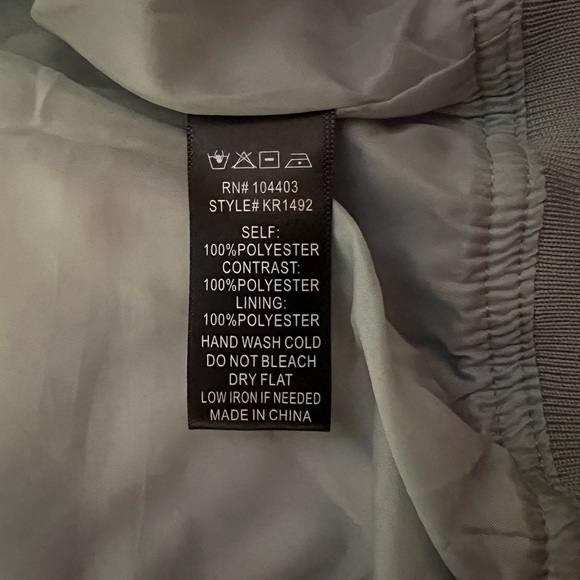 RN# 104403
STYLE# KR1492
SELF:
100%POLYESTER
CONTRAST:
100%POLYESTER
LINING:
100%POLYESTER
HAND WASH COLD
DO NOT BLEACH
DRY FLAT
LOW IRON IF NEEDED
MADE IN CHINA